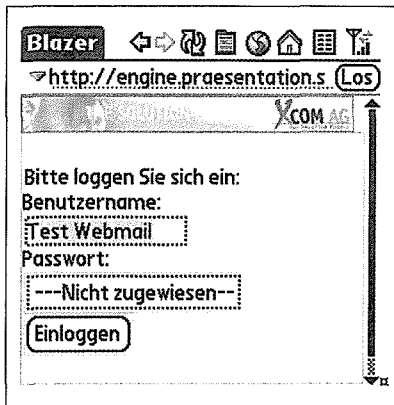 Blazer
http://engine.praesentation.s Los
XCOM AG
Bitte loggen Sie sich ein:
Benutzername:
Test Webmail
Passwort:
---Nicht zugewiesen--
Einloggen